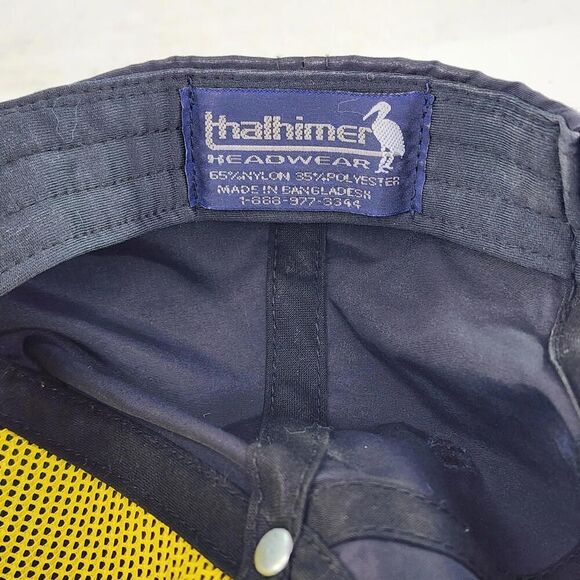 thalhimer
HEADWEAR
65%NYLON 35%POLYESTER
MADE IN BANGLADESH
1-888-977-3344